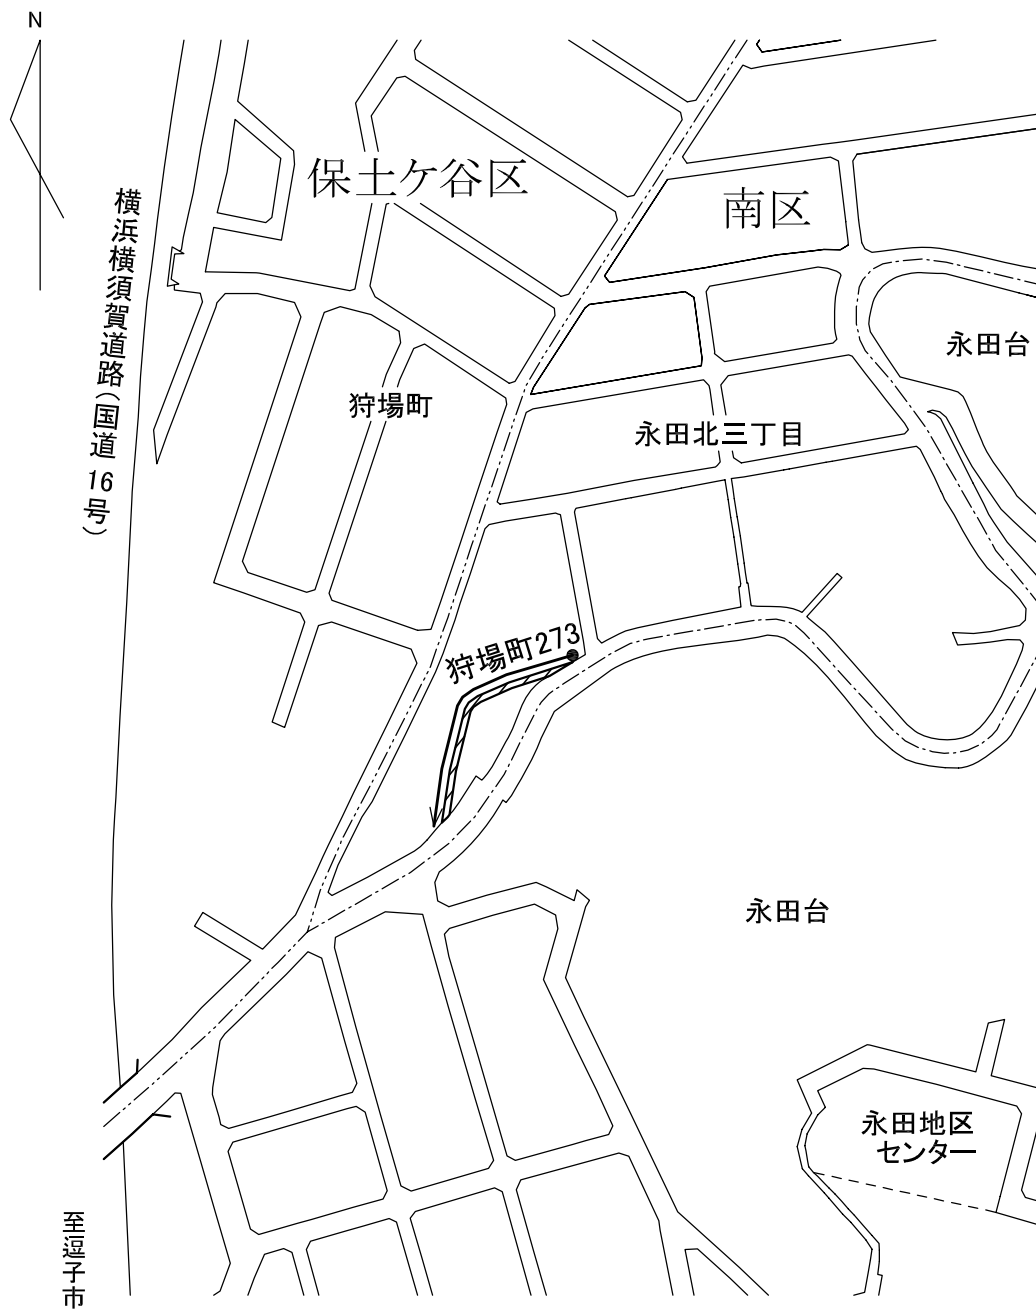 N
保土ケ谷区
南区
横浜横須賀道路(国道16号)
永田台
狩場町
永田北三丁目
狩場町273
永田台
永田地区
センター
至逗子市